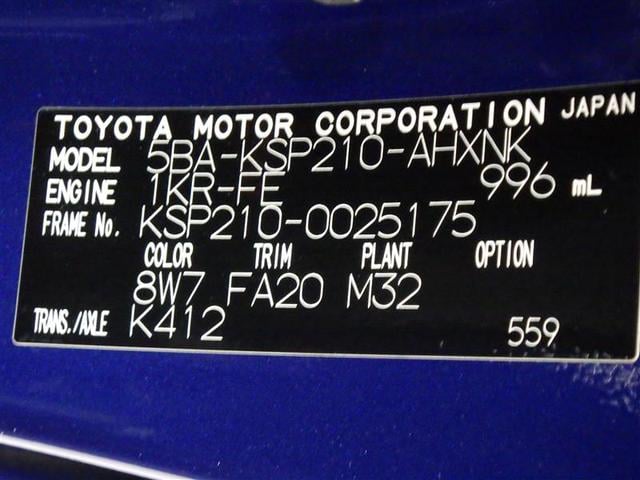 TOYOTA MOTOR CORPORATION JAPAN
MODEL 5BA-KSP210-AHXNK
ENGINE 1KR-FE 996 mL
FRAME No. KSP210-0025175
COLOR TRIM PLANT OPTION
8W7 FA20 M32
TRANS./AXLE K412 559